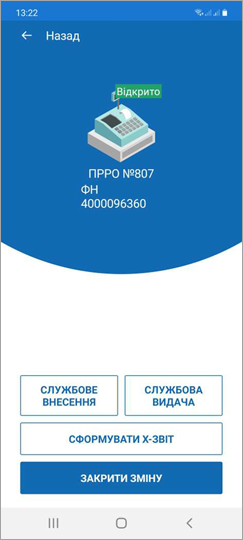 13:22
Назад
Відкрито
ПРРО №807
ФН
4000096360
СЛУЖБОВЕ
ВНЕСЕННЯ
СЛУЖБОВА
ВИДАЧА
СФОРМУВАТИ X-ЗВІТ
ЗАКРИТИ ЗМІНУ